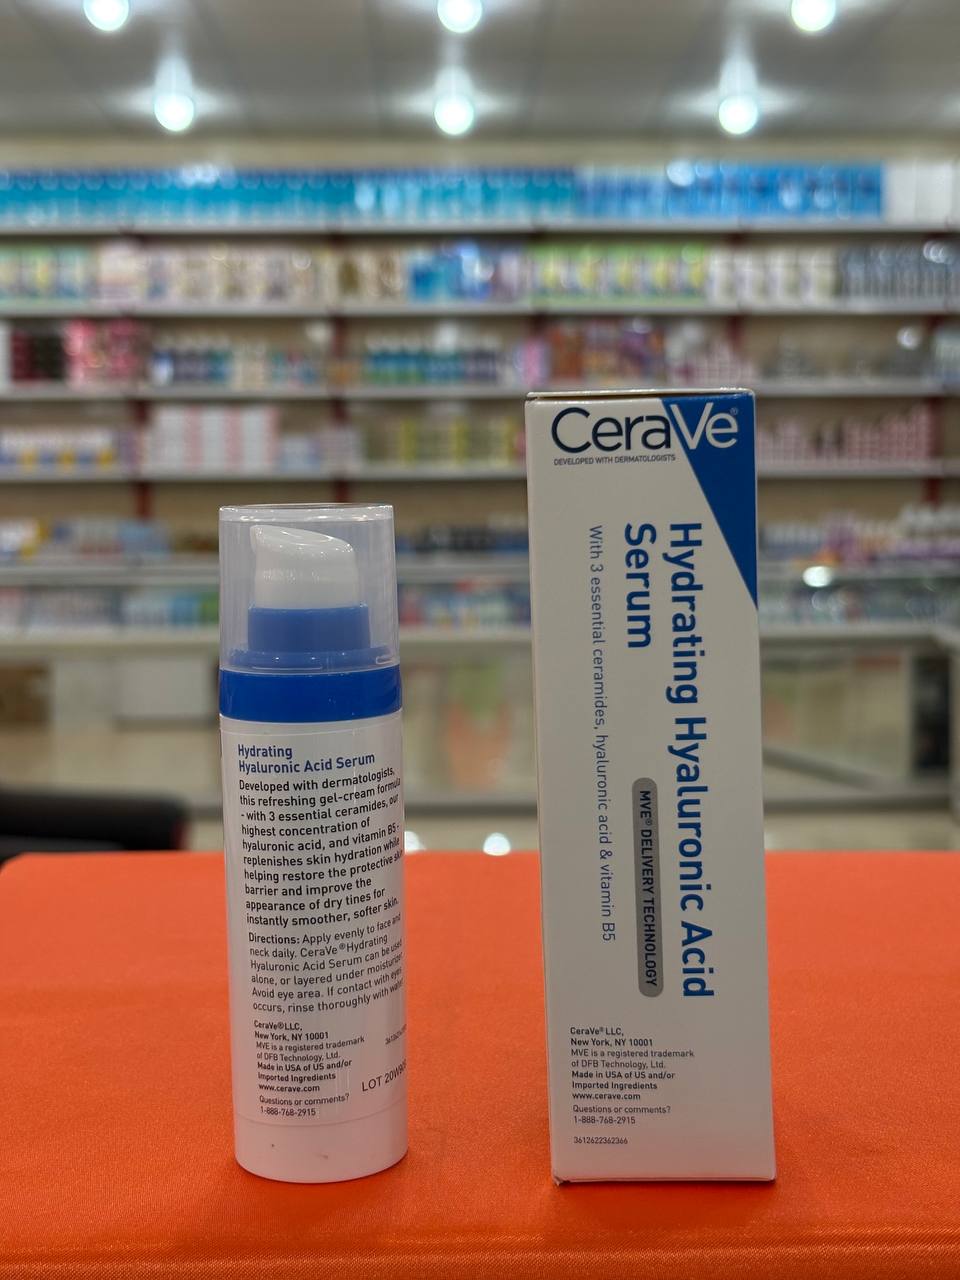 Hydrating
Hyaluronic Acid Serum
Developed with dermatologists,
this refreshing gel-cream formula
- with 3 essential ceramides, our
highest concentration of
hyaluronic acid, and vitamin B5 -
replenishes skin hydration while
helping restore the protective skin
barrier and improve the
appearance of dry tines for
instantly smoother, softer skin.
Directions: Apply evenly to face and
neck daily. CeraVe® Hydrating
Hyaluronic Acid Serum can be used
alone, or layered under moisturizer.
Avoid eye area. If contact with eyes
occurs, rinse thoroughly with water
CeraVe® LLC,
New York, NY 10001
MVE is a registered trademark
of DFB Technology, Ltd.
Made in USA of US and/or
Imported Ingredients
www.cerave.com
Questions or comments?
1-888-768-2915
LOT
CeraVe®
DEVELOPED WITH DERMATOLOGISTS
Hydrating Hyaluronic Acid
Serum
MVE® DELIVERY TECHNOLOGY
With 3 essential ceramides, hyaluronic acid & vitamin B5
CeraVe® LLC,
New York, NY 10001
MVE is a registered trademark
of DFB Technology, Ltd.
Made in USA of US and/or
Imported Ingredients
www.cerave.com
Questions or comments?
1-888-768-2915
3612622362366